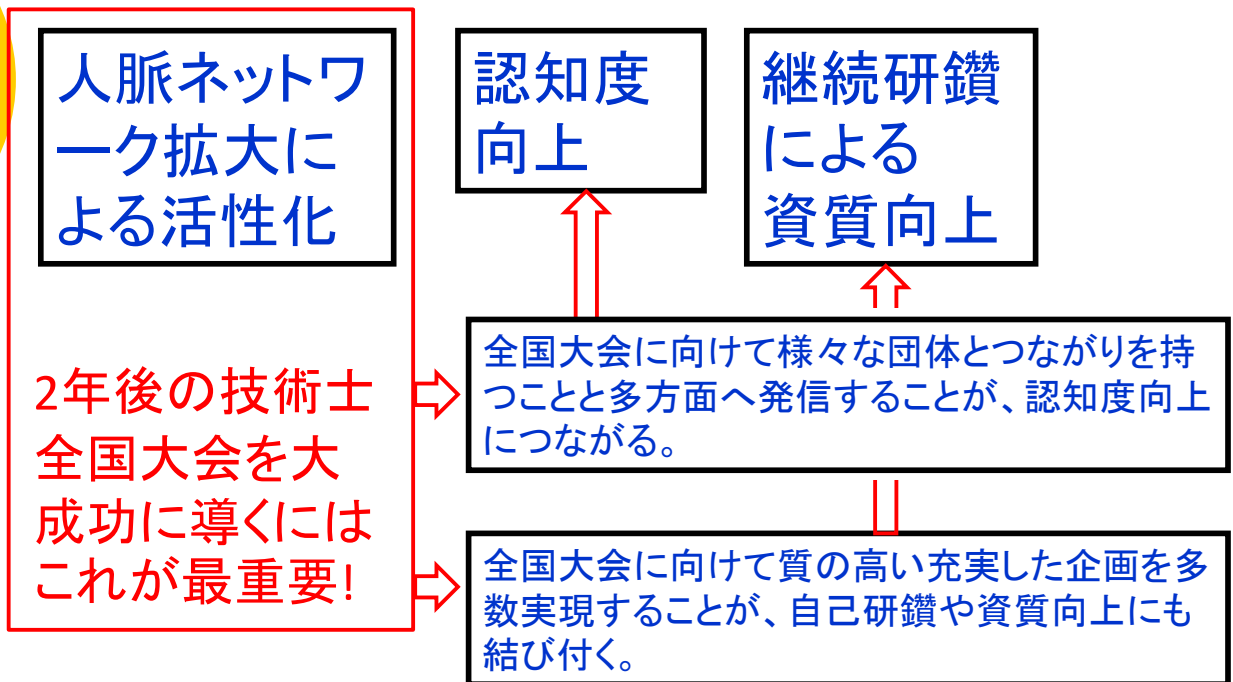 人脈ネットワ
ーク拡大に
よる活性化
認知度
向上
継続研鑽
による
資質向上
2年後の技術士
全国大会を大
成功に導くには
これが最重要!
全国大会に向けて様々な団体とつながりを持
つことと多方面へ発信することが、認知度向上
につながる。
全国大会に向けて質の高い充実した企画を多
数実現することが、自己研鑽や資質向上にも
結び付く。